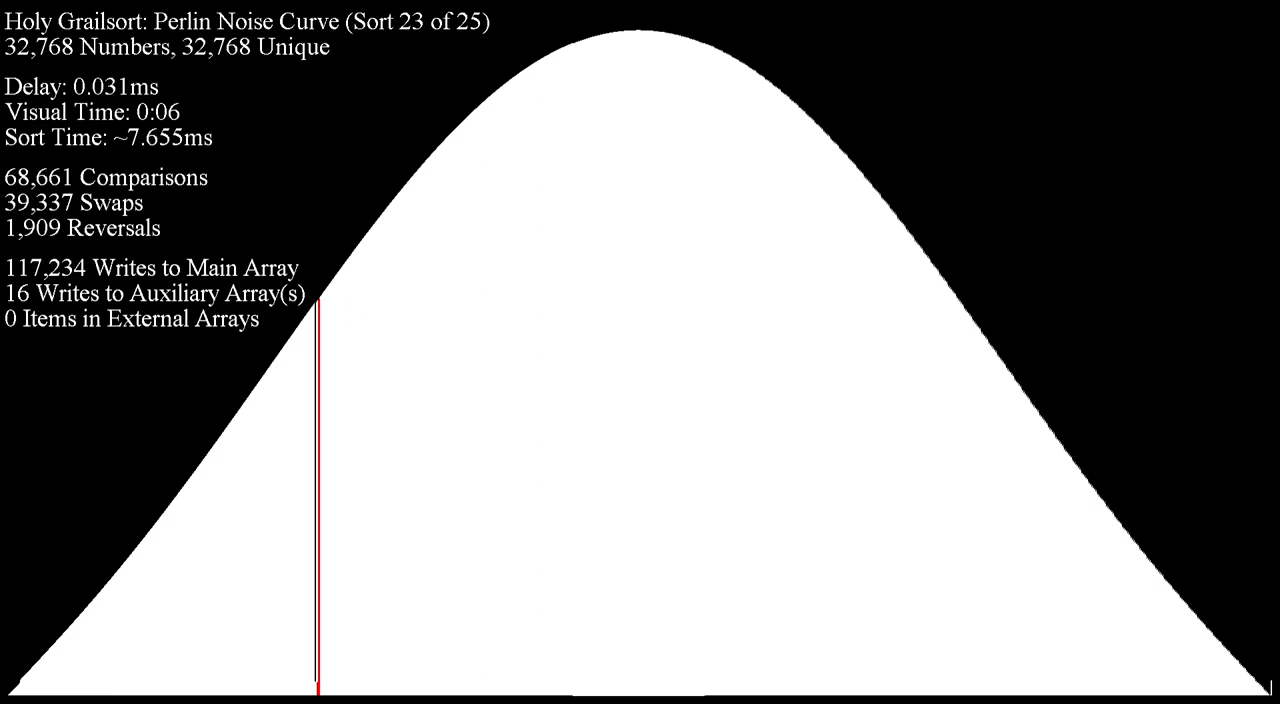 Holy Grailsort: Perlin Noise Curve (Sort 23 of 25)
32,768 Numbers, 32,768 Unique
Delay: 0.031ms
Visual Time: 0:06
Sort Time: ~7.655ms
68,661 Comparisons
39,337 Swaps
1,909 Reversals
117,234 Writes to Main Array
16 Writes to Auxiliary Array(s)
0 Items in External Arrays